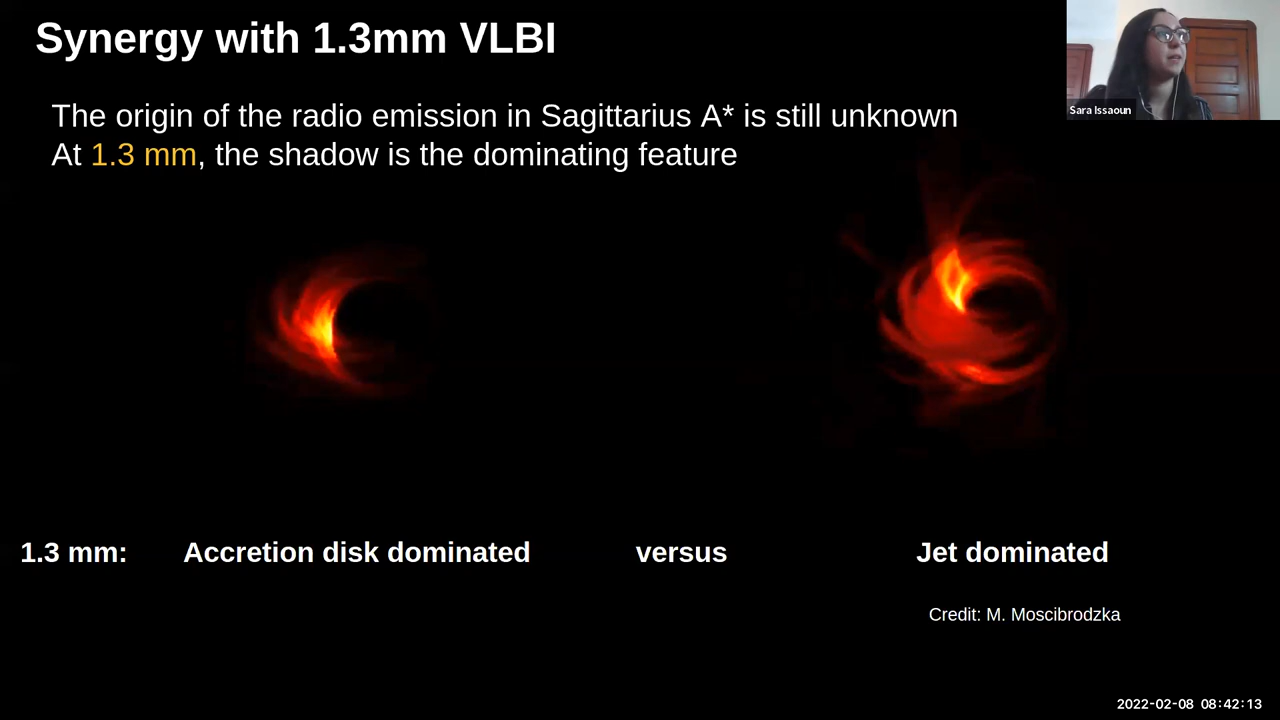 Synergy with 1.3mm VLBI
Sara Issaoun
The origin of the radio emission in Sagittarius A* is still unknown
At 1.3 mm, the shadow is the dominating feature
1.3 mm: Accretion disk dominated versus Jet dominated
Credit: M. Moscibrodzka
2022-02-08 08:42:13